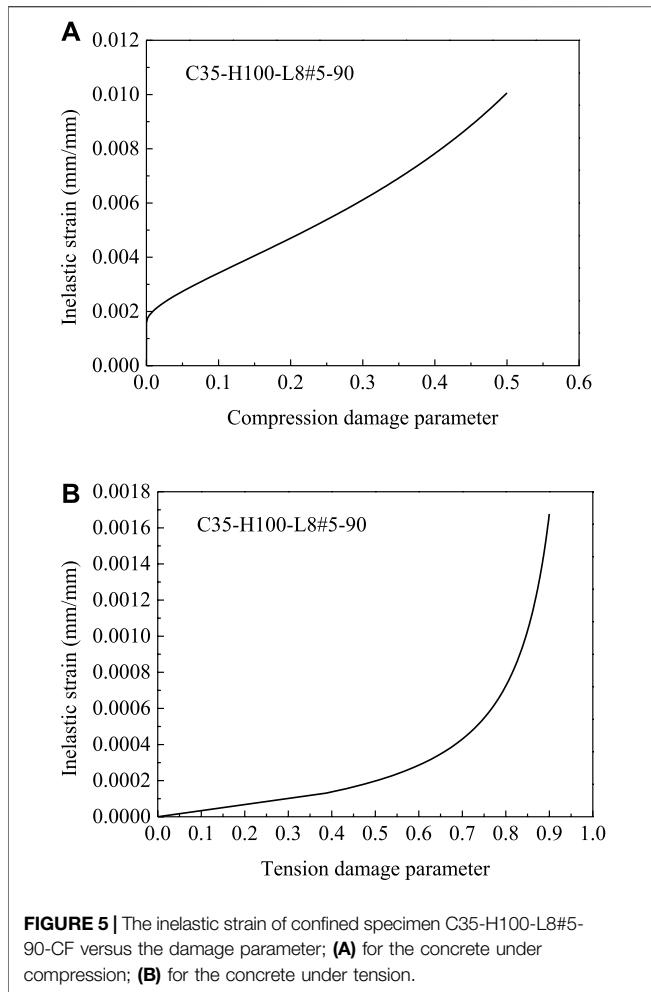 A
0.012
0.010
0.008
0.006
0.004
0.002
0.000
C35-H100-L8#5-90
Inelastic strain (mm/mm)
0.0 0.1 0.2 0.3 0.4 0.5 0.6
Compression damage parameter
B
0.0018
0.0016
0.0014
0.0012
0.0010
0.0008
0.0006
0.0004
0.0002
0.0000
C35-H100-L8#5-90
Inelastic strain (mm/mm)
0.0 0.1 0.2 0.3 0.4 0.5 0.6 0.7 0.8 0.9 1.0
Tension damage parameter
FIGURE 5 | The inelastic strain of confined specimen C35-H100-L8#5-
90-CF versus the damage parameter; (A) for the concrete under
compression; (B) for the concrete under tension.